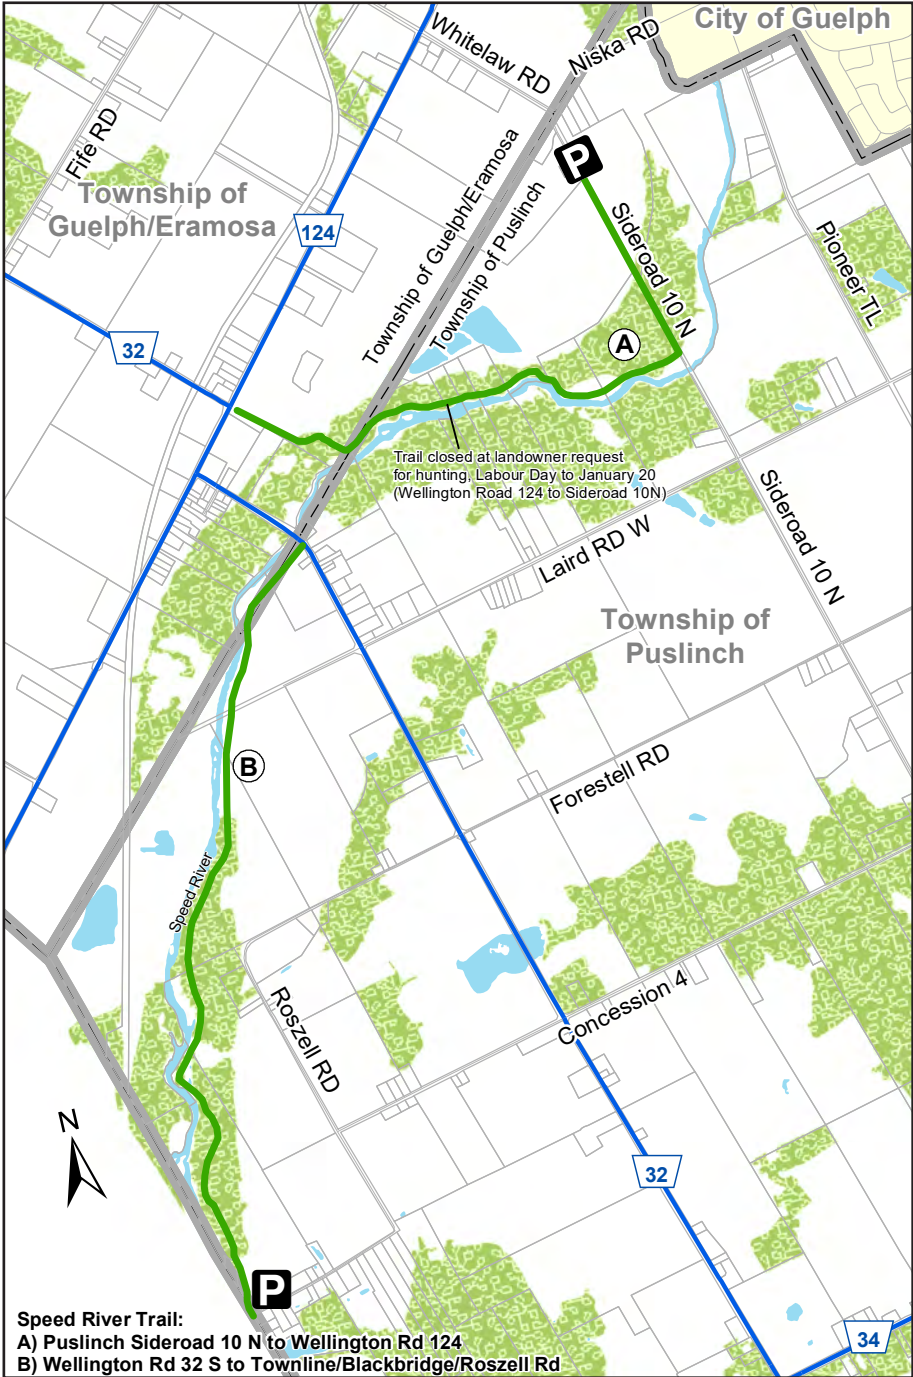 City of Guelph
Whitelaw RD
Niska RD
Fife RD
Township of
Guelph/Eramosa
124
Township of Guelph/Eramosa
Township of Puslinch
P
Sideroad 10 N
Pioneer TL
32
A
Trail closed at landowner request
for hunting, Labour Day to January 20
(Wellington Road 124 to Sideroad 10N)
Sideroad 10 N
Laird RD W
Township of
Puslinch
B
Forestell RD
Speed River
Roszell RD
Concession 4
N
32
P
Speed River Trail:
A) Puslinch Sideroad 10 N to Wellington Rd 124
B) Wellington Rd 32 S to Townline/Blackbridge/Roszell Rd
34